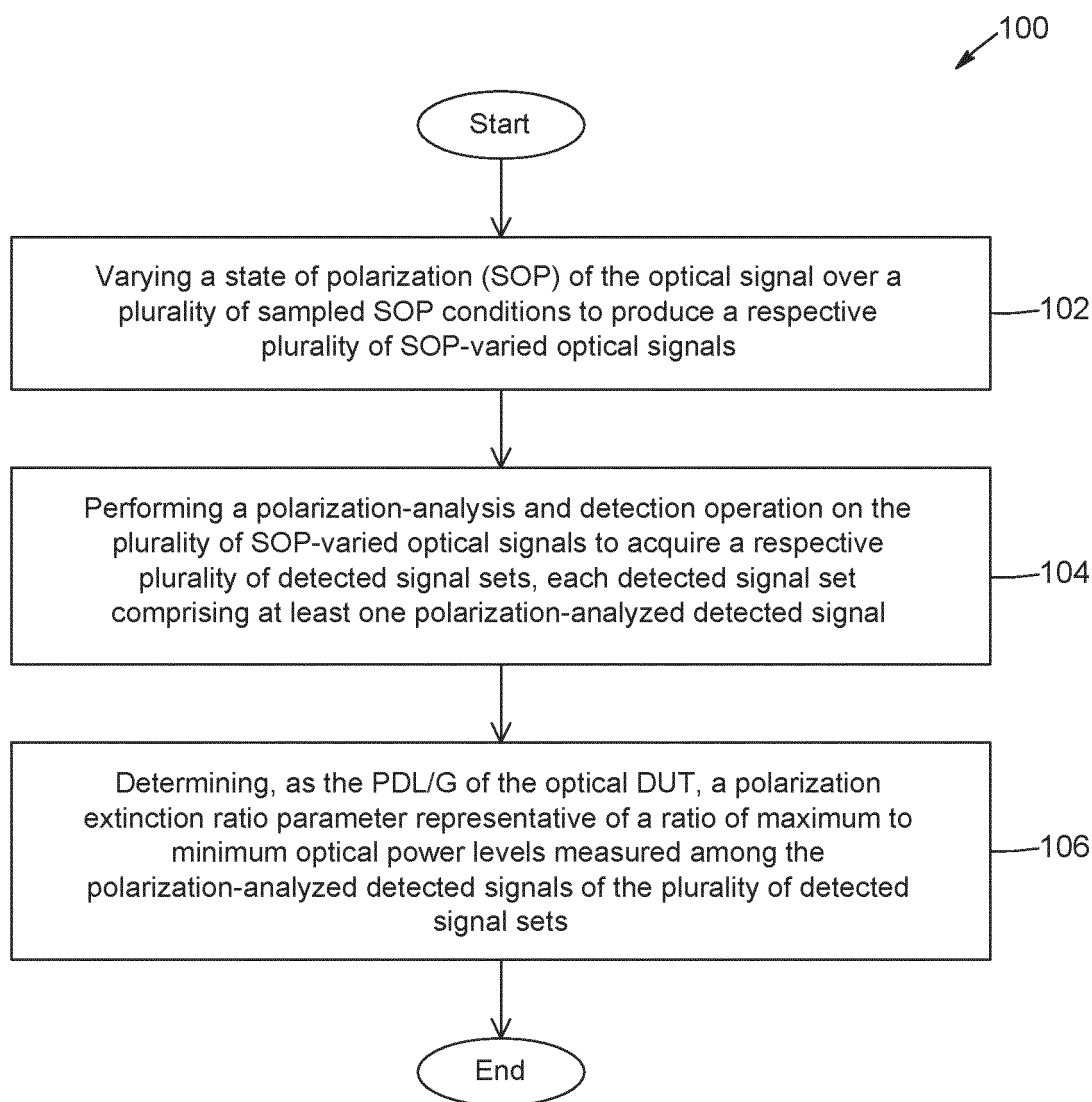 100
Start
Varying a state of polarization (SOP) of the optical signal over a
plurality of sampled SOP conditions to produce a respective
plurality of SOP-varied optical signals
102
Performing a polarization-analysis and detection operation on the
plurality of SOP-varied optical signals to acquire a respective
plurality of detected signal sets, each detected signal set
comprising at least one polarization-analyzed detected signal
104
Determining, as the PDL/G of the optical DUT, a polarization
extinction ratio parameter representative of a ratio of maximum to
minimum optical power levels measured among the
polarization-analyzed detected signals of the plurality of detected
signal sets
106
End